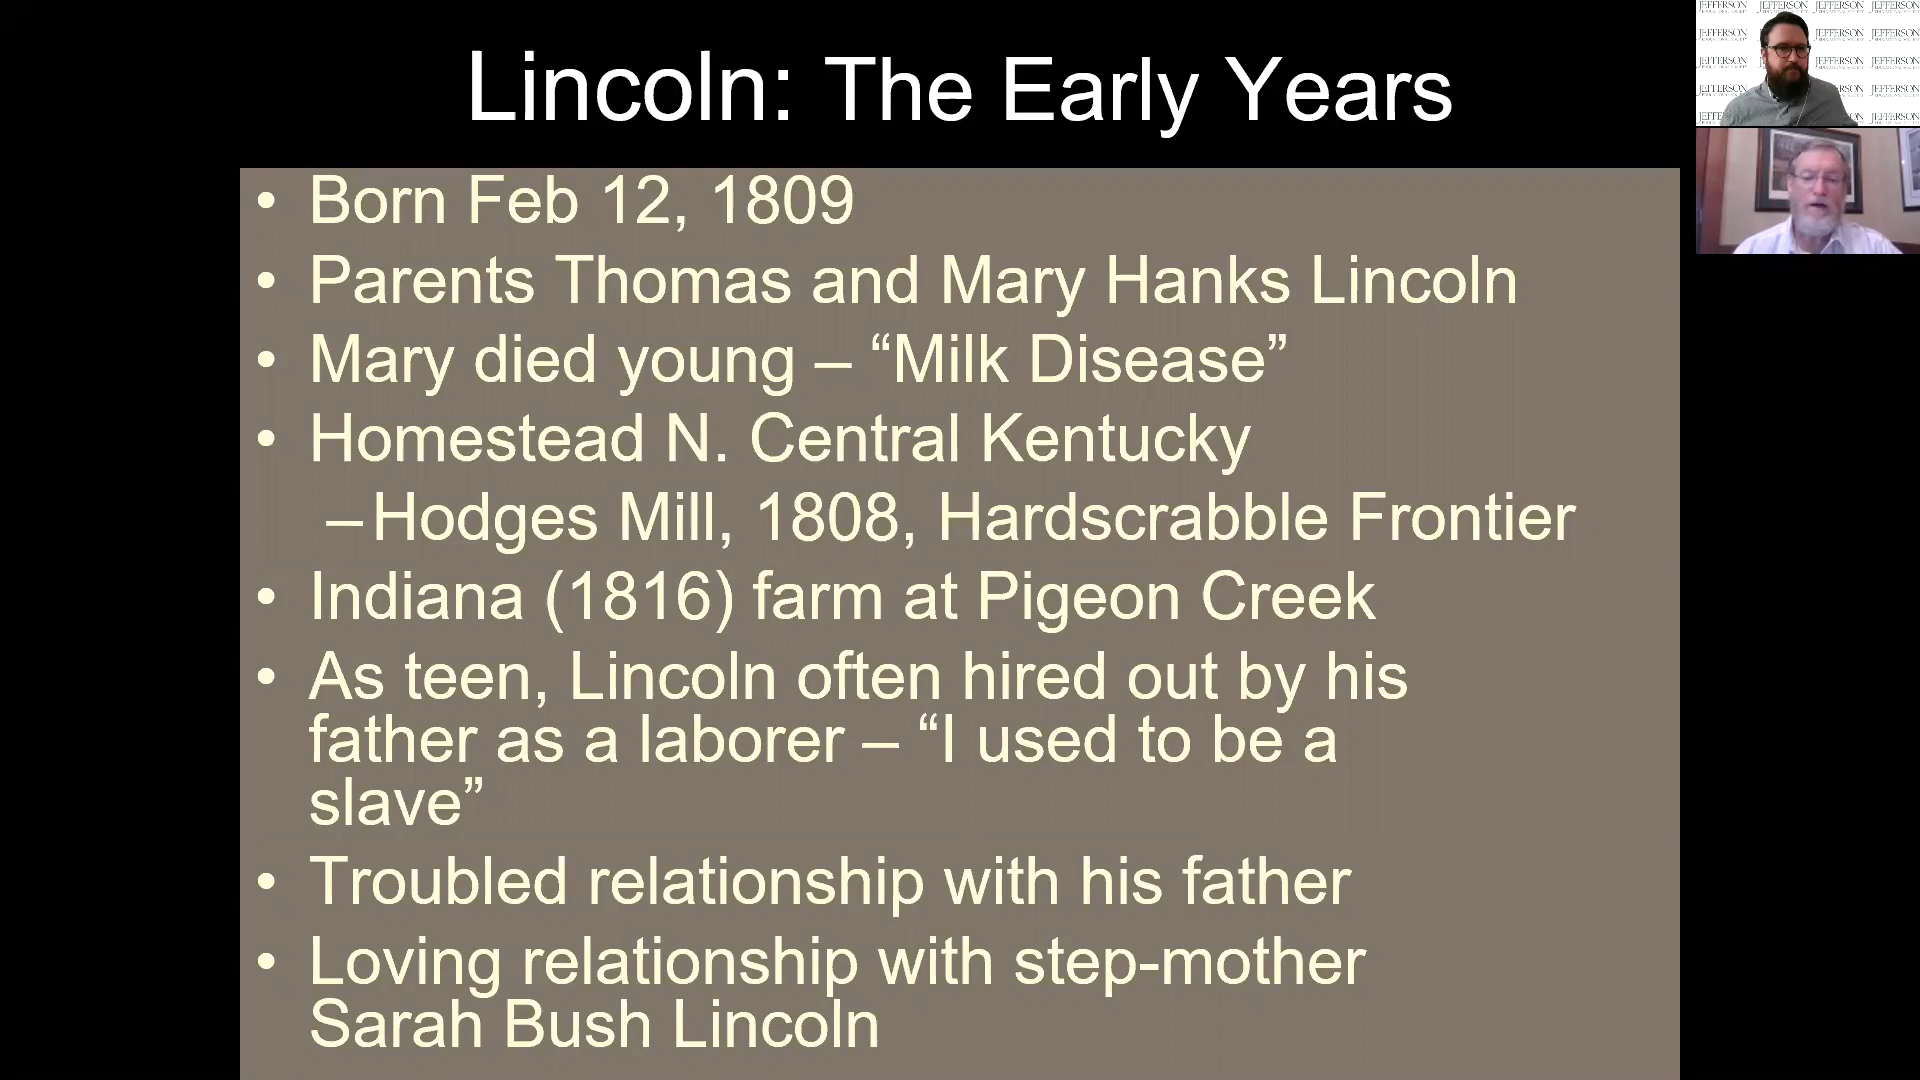 Lincoln: The Early Years
• Born Feb 12, 1809
• Parents Thomas and Mary Hanks Lincoln
• Mary died young – “Milk Disease”
• Homestead N. Central Kentucky
– Hodges Mill, 1808, Hardscrabble Frontier
• Indiana (1816) farm at Pigeon Creek
• As teen, Lincoln often hired out by his
father as a laborer – “I used to be a
slave”
• Troubled relationship with his father
• Loving relationship with step-mother
Sarah Bush Lincoln
JEFFERSON